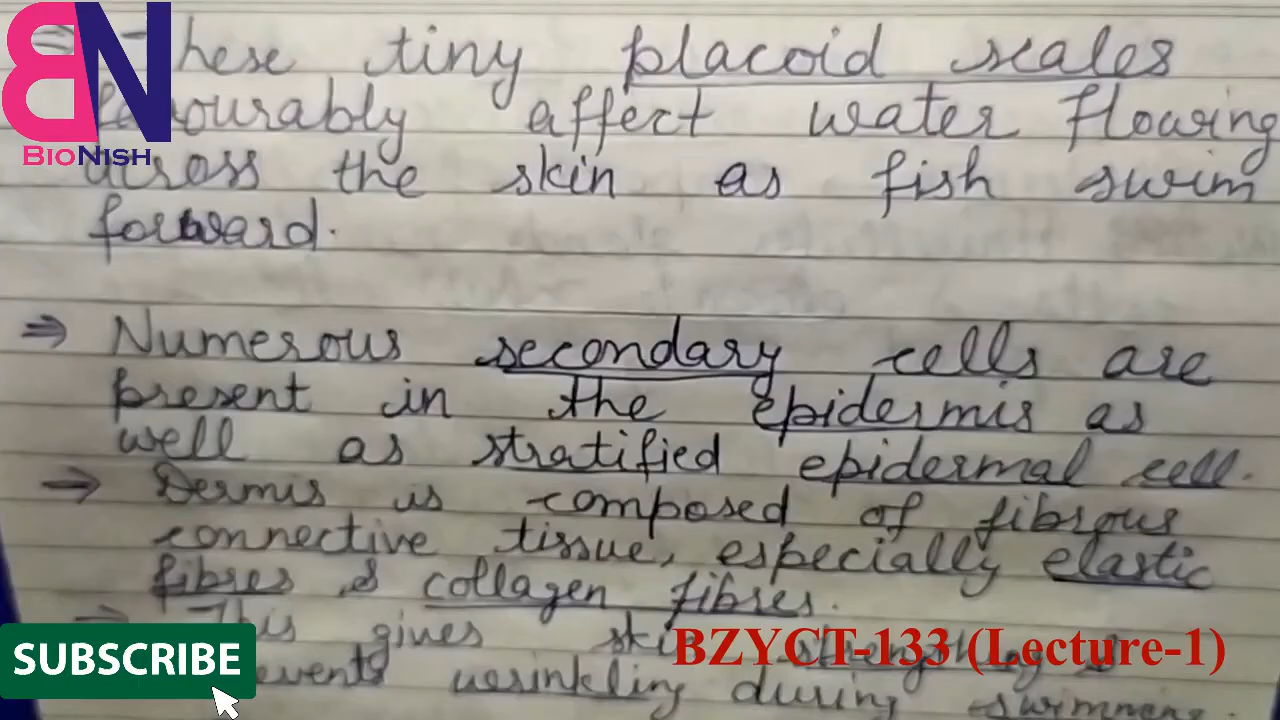 ⇒ These tiny placoid scales
favourably affect water flowing
across the skin as fish swim
forward.
⇒ Numerous secondary cells are
present in the epidermis as
well as stratified epidermal cell.
⇒ Dermis is composed of fibrous
connective tissue, especially elastic
fibres & collagen fibres.
⇒ This gives skin
wrinkling during swimming.
BN
BIONISH
SUBSCRIBE
BZYCT-133 (Lecture-1)